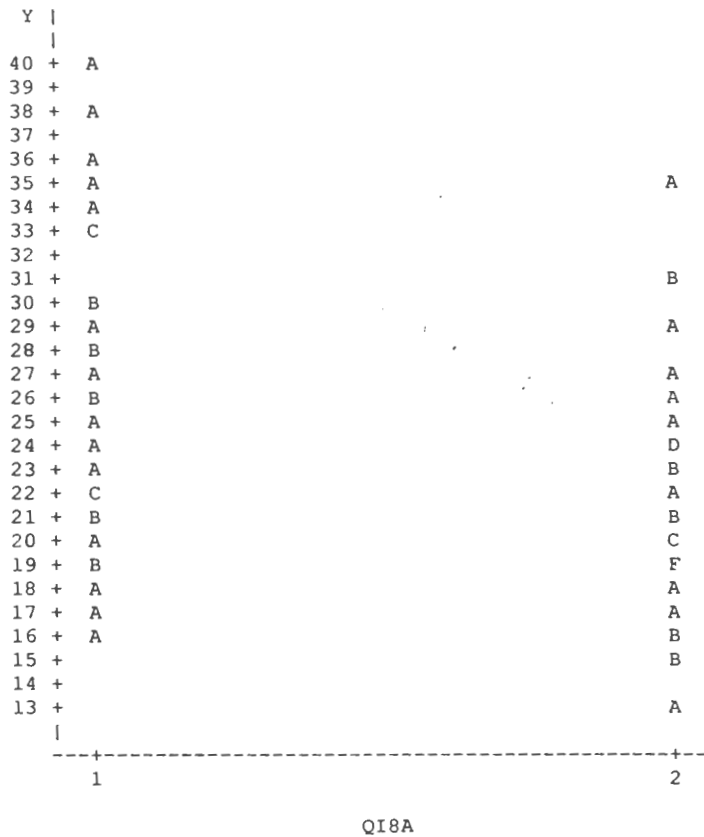 Y |
|
40 + A
39 +
38 + A
37 +
36 + A
35 + A A
34 + A
33 + C
32 +
31 + B
30 + B
29 + A A
28 + B
27 + A A
26 + B A
25 + A A
24 + A D
23 + A B
22 + C A
21 + B B
20 + A C
19 + B F
18 + A A
17 + A A
16 + A B
15 + B
14 +
13 + A
|
---+--------------------------------------------------+--
1 2
QI8A